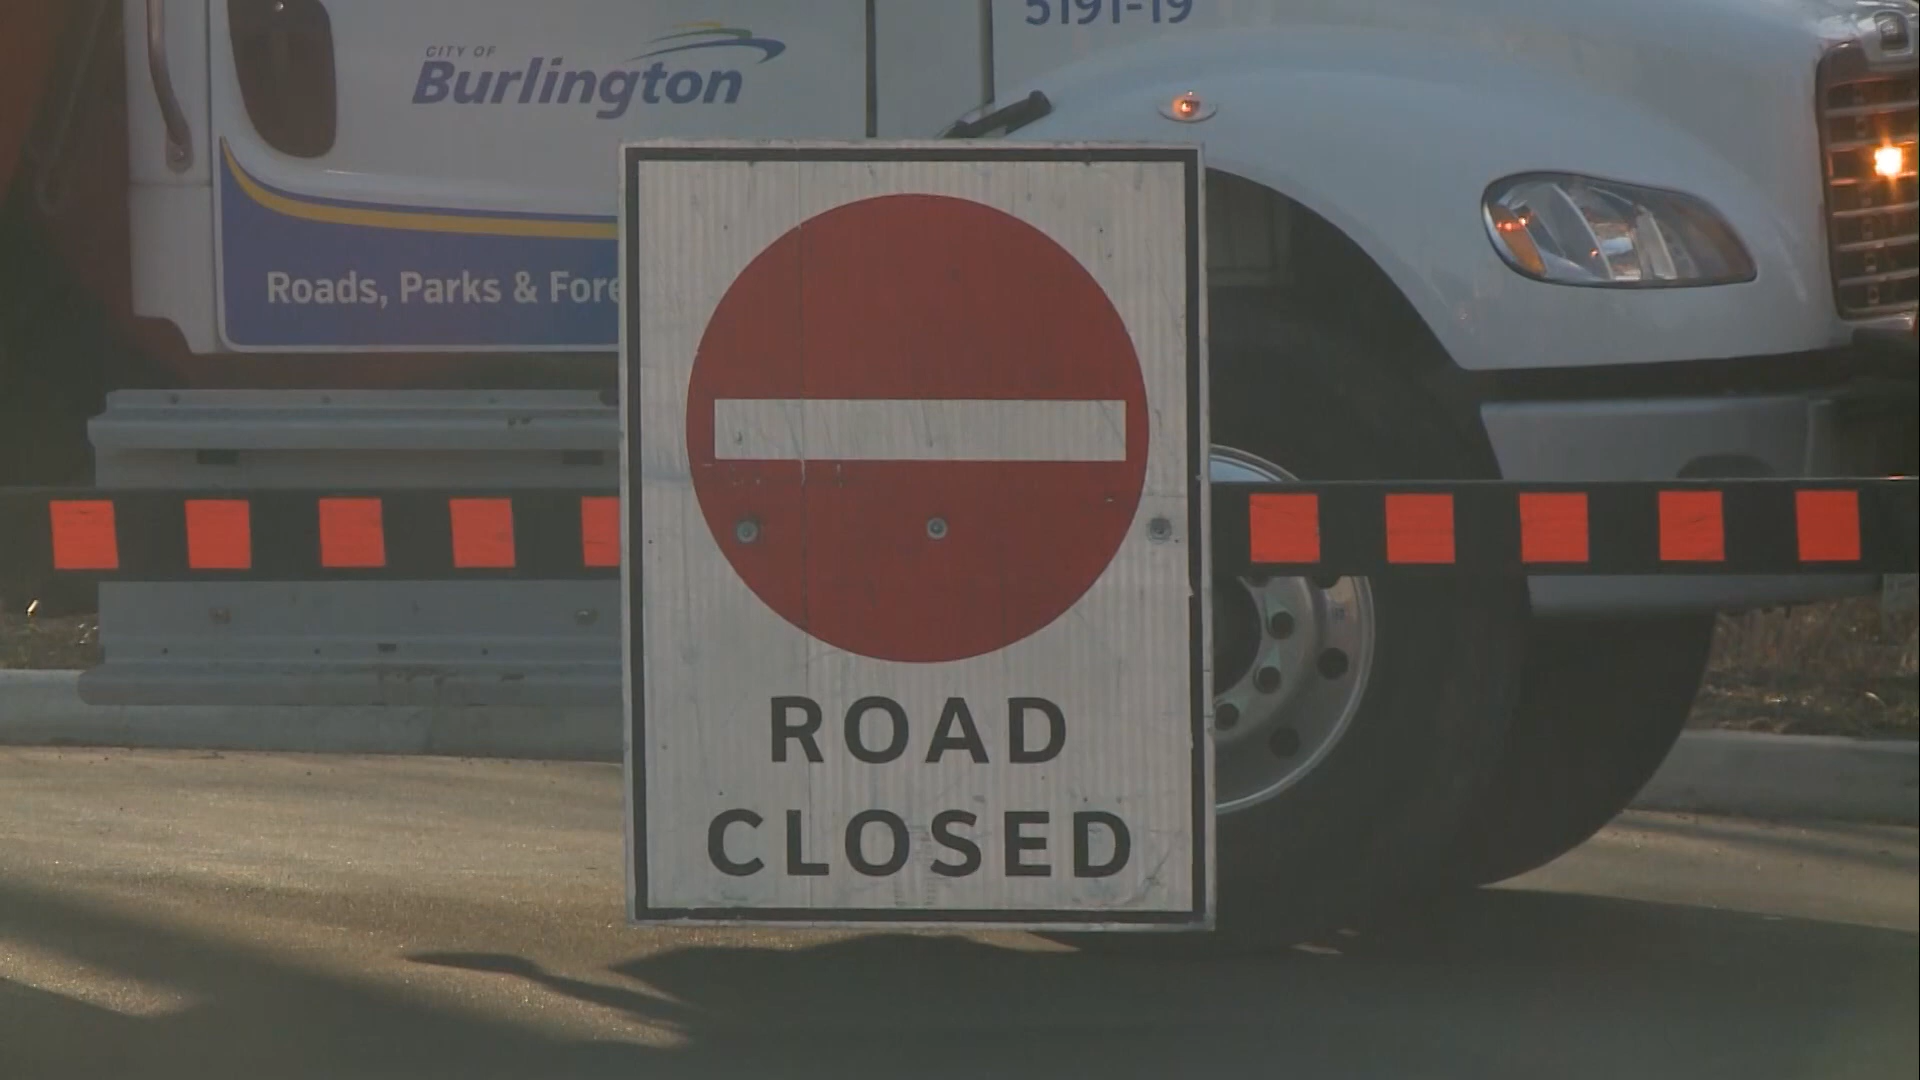 5191-19
CITY OF
Burlington
Roads, Parks & Fore
ROAD
CLOSED